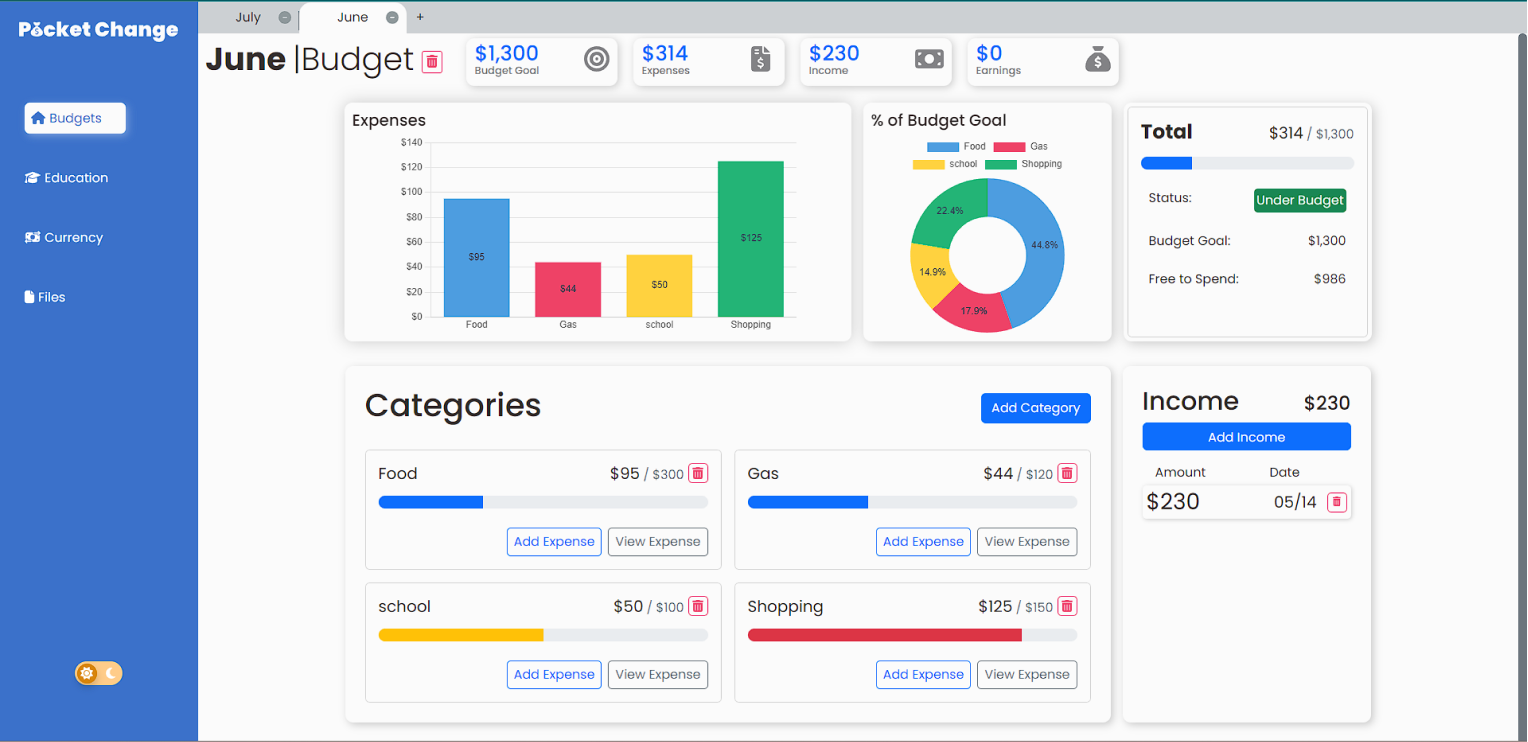 Pocket Change
July
June
+
June |Budget
$1,300
Budget Goal
$314
Expenses
$230
Income
$0
Earnings
Budgets
Education
Currency
Files
Expenses
$140
$120
$100
$80
$60
$40
$20
$0
$95
$44
$50
$125
Food Gas school Shopping
% of Budget Goal
Food Gas
school Shopping
22.4%
44.8%
14.9%
17.9%
Total $314 / $1,300
Status: Under Budget
Budget Goal: $1,300
Free to Spend: $986
Categories Add Category
Food $95 / $300
Add Expense View Expense
Gas $44 / $120
Add Expense View Expense
school $50 / $100
Add Expense View Expense
Shopping $125 / $150
Add Expense View Expense
Income $230
Add Income
Amount Date
$230 05/14